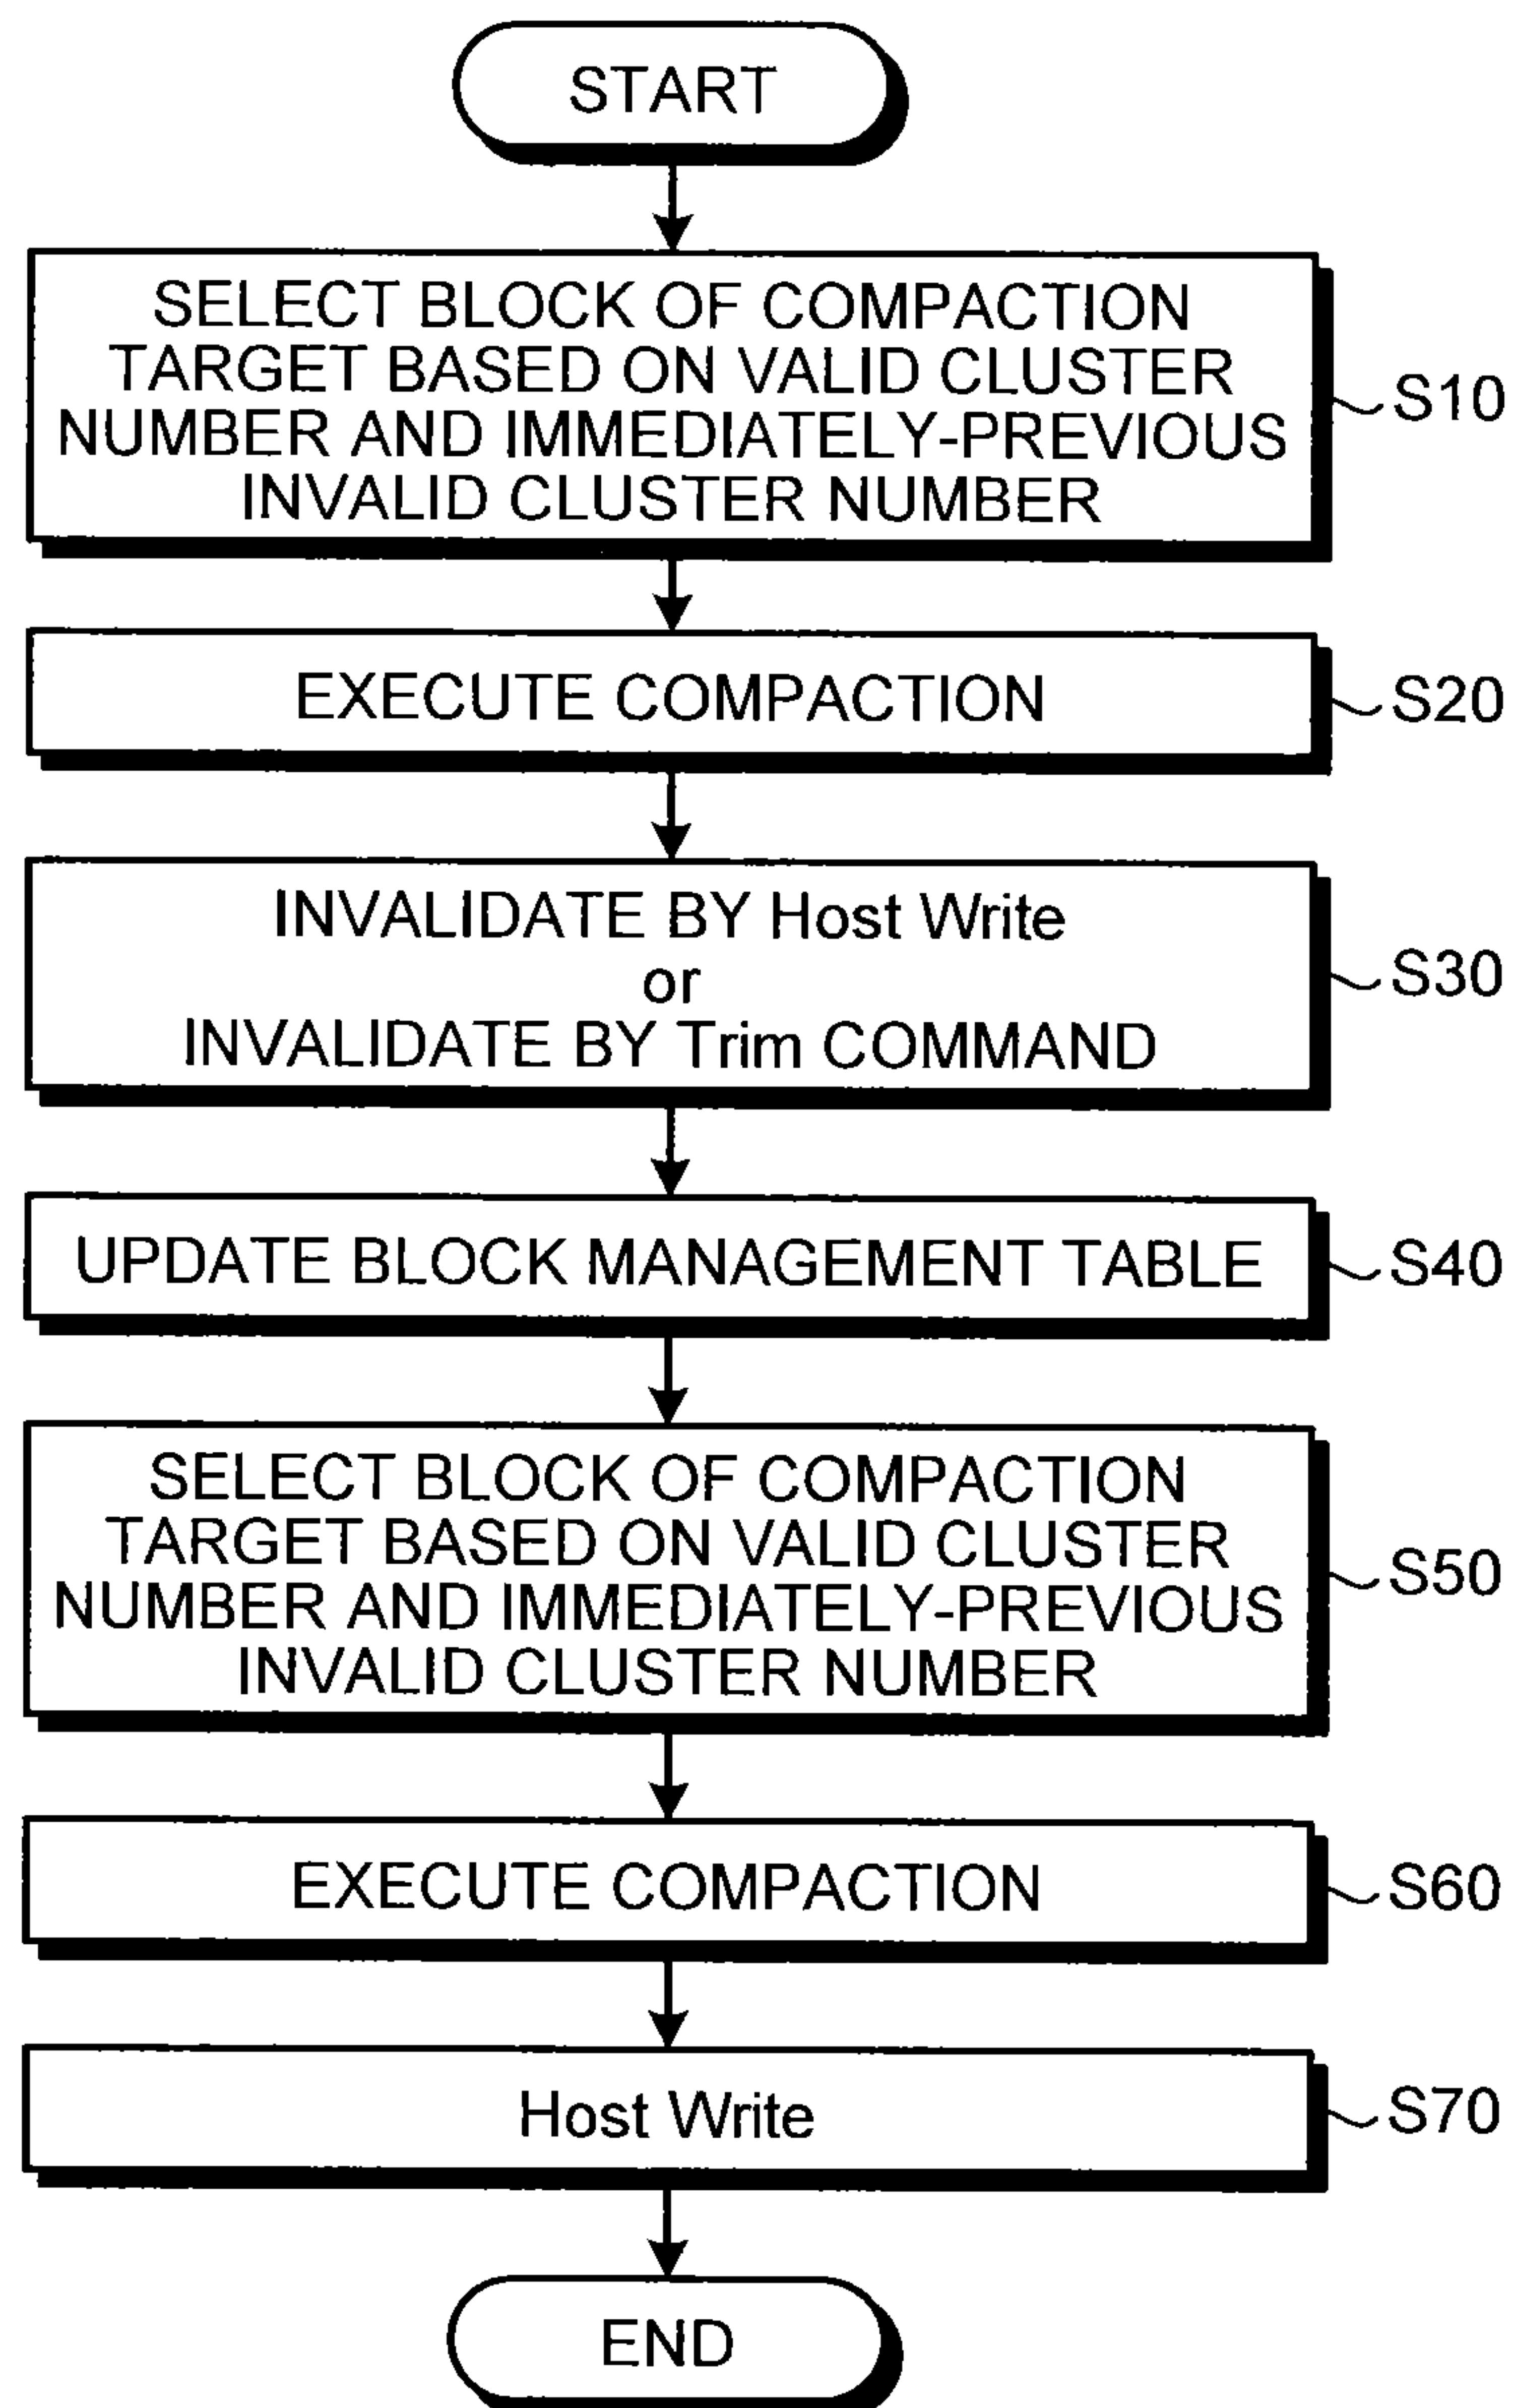 START
SELECT BLOCK OF COMPACTION
TARGET BASED ON VALID CLUSTER
NUMBER AND IMMEDIATELY-PREVIOUS
INVALID CLUSTER NUMBER
S10
EXECUTE COMPACTION
S20
INVALIDATE BY Host Write
or
INVALIDATE BY Trim COMMAND
S30
UPDATE BLOCK MANAGEMENT TABLE
S40
SELECT BLOCK OF COMPACTION
TARGET BASED ON VALID CLUSTER
NUMBER AND IMMEDIATELY-PREVIOUS
INVALID CLUSTER NUMBER
S50
EXECUTE COMPACTION
S60
Host Write
S70
END